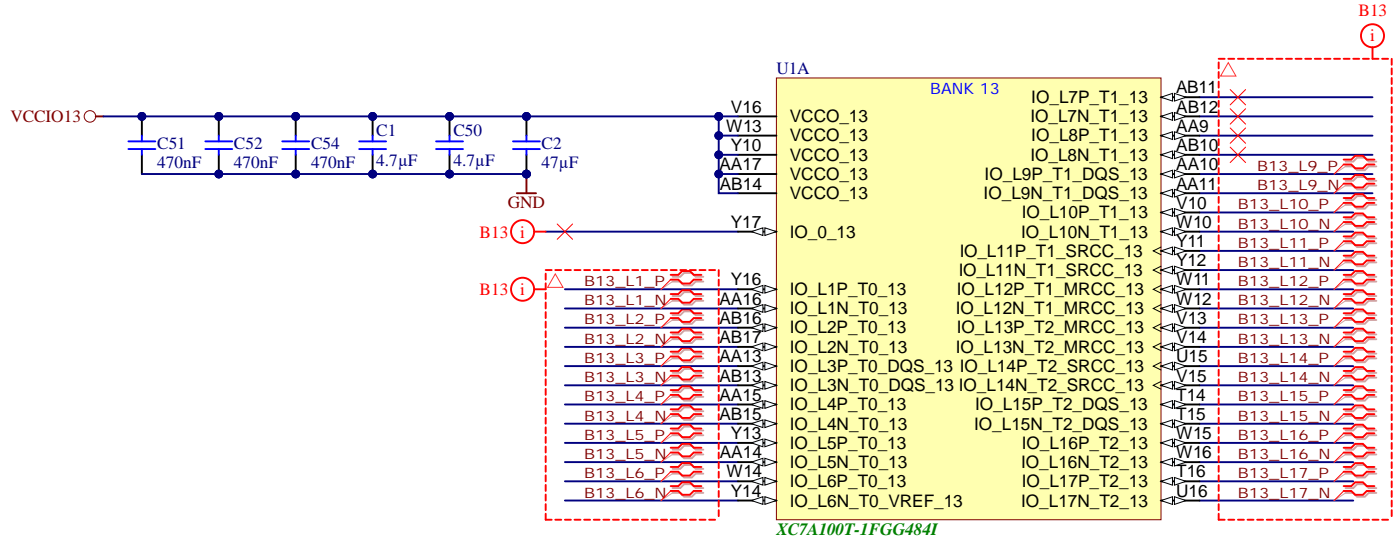 B13
i
U1A
BANK 13
VCCIO13
C51
470nF
C52
470nF
C54
470nF
C1
4.7µF
C50
4.7µF
C2
47µF
GND
V16
VCCO_13
W13
VCCO_13
Y10
VCCO_13
AA17
VCCO_13
AB14
VCCO_13
B13
i
Y17
IO_0_13
B13
i
B13_L1_P
Y16
IO_L1P_T0_13
B13_L1_N
AA16
IO_L1N_T0_13
B13_L2_P
AB16
IO_L2P_T0_13
B13_L2_N
AB17
IO_L2N_T0_13
B13_L3_P
AA13
IO_L3P_T0_DQS_13
B13_L3_N
AB13
IO_L3N_T0_DQS_13
B13_L4_P
AA15
IO_L4P_T0_13
B13_L4_N
AB15
IO_L4N_T0_13
B13_L5_P
Y13
IO_L5P_T0_13
B13_L5_N
AA14
IO_L5N_T0_13
B13_L6_P
W14
IO_L6P_T0_13
B13_L6_N
Y14
IO_L6N_T0_VREF_13
IO_L7P_T1_13
AB11
IO_L7N_T1_13
AB12
IO_L8P_T1_13
AA9
IO_L8N_T1_13
AB10
IO_L9P_T1_DQS_13
AA10
B13_L9_P
IO_L9N_T1_DQS_13
AA11
B13_L9_N
IO_L10P_T1_13
V10
B13_L10_P
IO_L10N_T1_13
W10
B13_L10_N
IO_L11P_T1_SRCC_13
Y11
B13_L11_P
IO_L11N_T1_SRCC_13
Y12
B13_L11_N
IO_L12P_T1_MRCC_13
W11
B13_L12_P
IO_L12N_T1_MRCC_13
W12
B13_L12_N
IO_L13P_T2_MRCC_13
V13
B13_L13_P
IO_L13N_T2_MRCC_13
V14
B13_L13_N
IO_L14P_T2_SRCC_13
U15
B13_L14_P
IO_L14N_T2_SRCC_13
V15
B13_L14_N
IO_L15P_T2_DQS_13
T14
B13_L15_P
IO_L15N_T2_DQS_13
T15
B13_L15_N
IO_L16P_T2_13
W15
B13_L16_P
IO_L16N_T2_13
W16
B13_L16_N
IO_L17P_T2_13
T16
B13_L17_P
IO_L17N_T2_13
U16
B13_L17_N
XC7A100T-1FGG484I